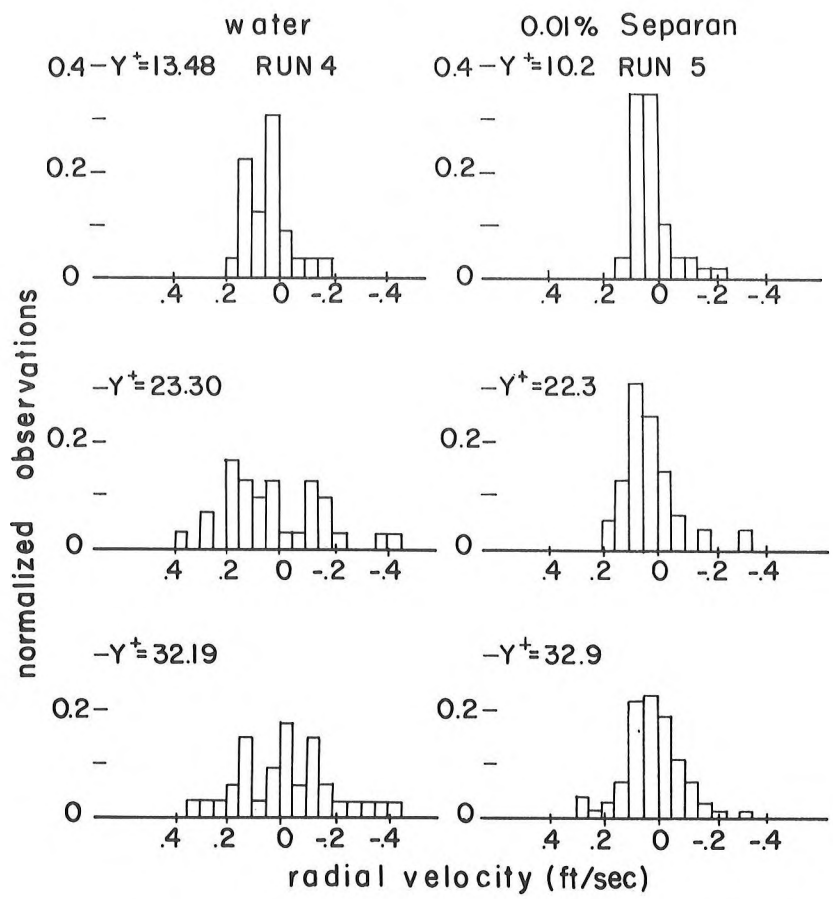 water
0.01% Separan
0.4 – Y⁺=13.48 RUN 4
0.2
0
.4 .2 0 -.2 -.4
0.4 – Y⁺=10.2 RUN 5
0.2
0
.4 .2 0 -.2 -.4
– Y⁺=23.30
0.2
0
.4 .2 0 -.2 -.4
– Y⁺=22.3
0.2
0
.4 .2 0 -.2 -.4
– Y⁺=32.19
0.2
0
.4 .2 0 -.2 -.4
– Y⁺=32.9
0.2
0
.4 .2 0 -.2 -.4
normalized observations
radial velocity (ft/sec)